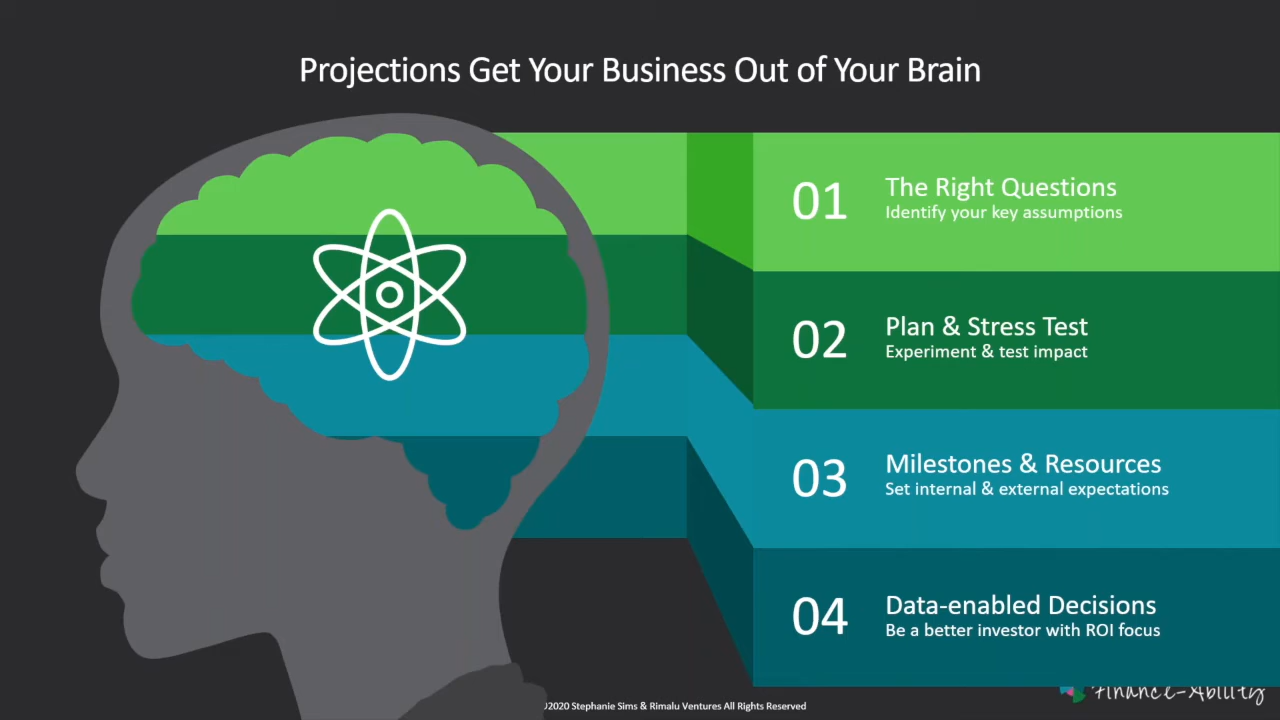 Projections Get Your Business Out of Your Brain
01
The Right Questions
Identify your key assumptions
02
Plan & Stress Test
Experiment & test impact
03
Milestones & Resources
Set internal & external expectations
04
Data-enabled Decisions
Be a better investor with ROI focus
©2020 Stephanie Sims & Rimalu Ventures All Rights Reserved
Finance-Ability